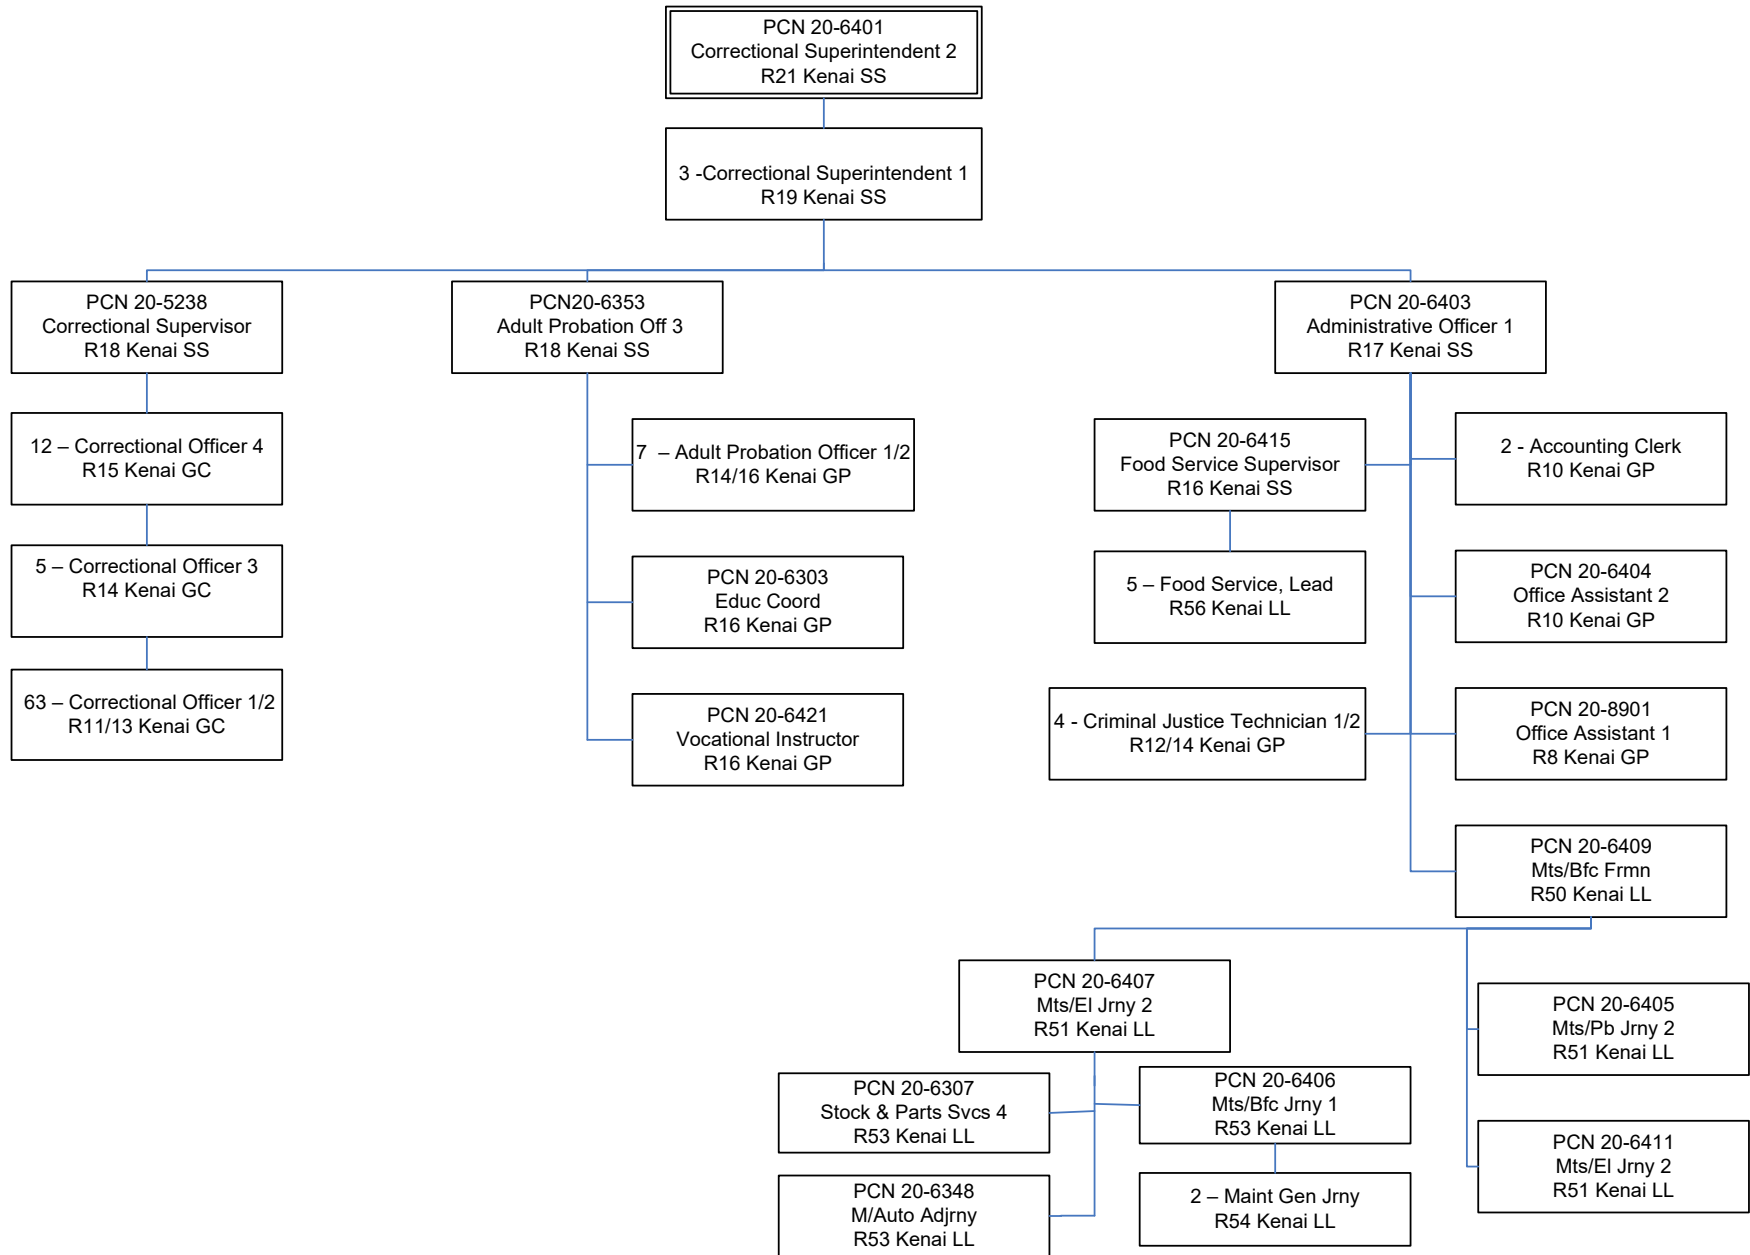 PCN 20-6401
Correctional Superintendent 2
R21 Kenai SS
3 -Correctional Superintendent 1
R19 Kenai SS
PCN 20-5238
Correctional Supervisor
R18 Kenai SS
PCN20-6353
Adult Probation Off 3
R18 Kenai SS
PCN 20-6403
Administrative Officer 1
R17 Kenai SS
12 – Correctional Officer 4
R15 Kenai GC
5 – Correctional Officer 3
R14 Kenai GC
63 – Correctional Officer 1/2
R11/13 Kenai GC
7 – Adult Probation Officer 1/2
R14/16 Kenai GP
PCN 20-6303
Educ Coord
R16 Kenai GP
PCN 20-6421
Vocational Instructor
R16 Kenai GP
PCN 20-6415
Food Service Supervisor
R16 Kenai SS
5 – Food Service, Lead
R56 Kenai LL
4 - Criminal Justice Technician 1/2
R12/14 Kenai GP
2 - Accounting Clerk
R10 Kenai GP
PCN 20-6404
Office Assistant 2
R10 Kenai GP
PCN 20-8901
Office Assistant 1
R8 Kenai GP
PCN 20-6409
Mts/Bfc Frmn
R50 Kenai LL
PCN 20-6407
Mts/El Jrny 2
R51 Kenai LL
PCN 20-6405
Mts/Pb Jrny 2
R51 Kenai LL
PCN 20-6307
Stock & Parts Svcs 4
R53 Kenai LL
PCN 20-6406
Mts/Bfc Jrny 1
R53 Kenai LL
PCN 20-6411
Mts/El Jrny 2
R51 Kenai LL
PCN 20-6348
M/Auto Adjrny
R53 Kenai LL
2 – Maint Gen Jrny
R54 Kenai LL